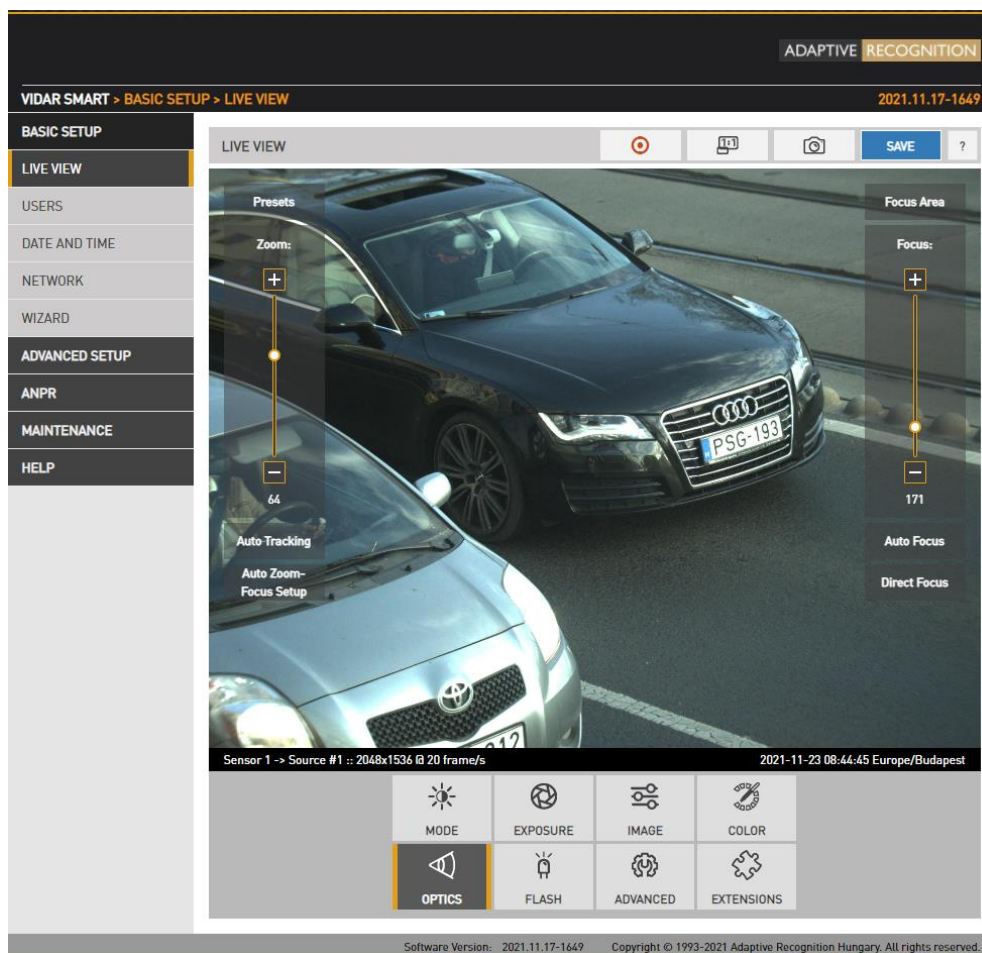 ADAPTIVE RECOGNITION
VIDAR SMART > BASIC SETUP > LIVE VIEW
2021.11.17-1649
BASIC SETUP
LIVE VIEW
USERS
DATE AND TIME
NETWORK
WIZARD
ADVANCED SETUP
ANPR
MAINTENANCE
HELP
LIVE VIEW
1:1
SAVE
?
Presets
Zoom:
+
-
64
Auto Tracking
Auto Zoom-
Focus Setup
Focus Area
Focus:
+
-
171
Auto Focus
Direct Focus
PSG-193
H
Sensor 1 -> Source #1 :: 2048x1536 @ 20 frame/s
2021-11-23 08:44:45 Europe/Budapest
MODE
EXPOSURE
IMAGE
COLOR
OPTICS
FLASH
ADVANCED
EXTENSIONS
Software Version: 2021.11.17-1649
Copyright © 1993-2021 Adaptive Recognition Hungary. All rights reserved.